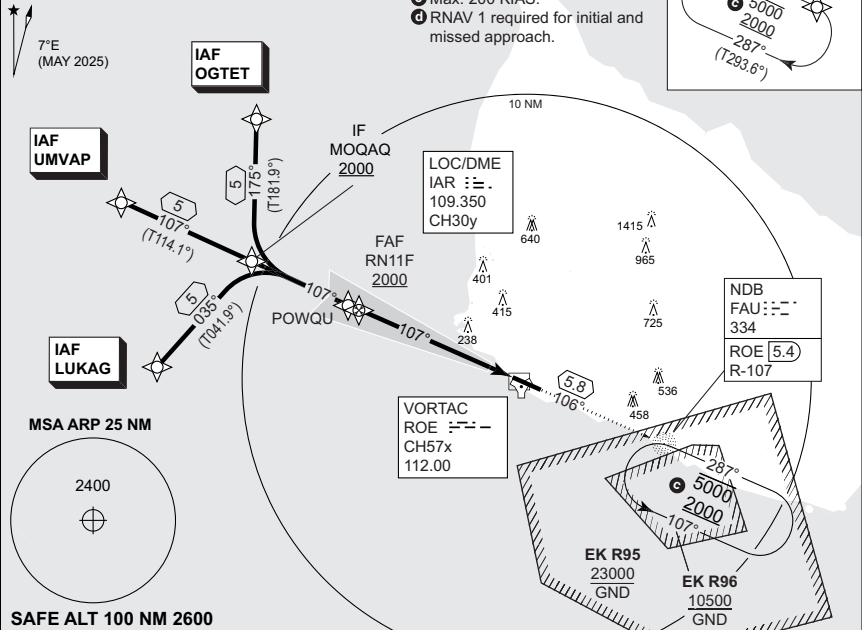 Max. 200 KIAS.
d RNAV 1 required for initial and
missed approach.
c 5000
2000
287°
(T293.6°)
7°E
(MAY 2025)
IAF
OGTET
IAF
UMVAP
IAF
LUKAG
IF
MOQAQ
2000
5
175°
(T181.9°)
5
107°
(T114.1°)
5
035°
(T041.9°)
10 NM
LOC/DME
IAR
109.350
CH30y
FAF
RN11F
2000
107°
POWQU
107°
640
1415
965
401
415
238
725
536
458
NDB
FAU
334
ROE 5.4
R-107
5.8
106°
VORTAC
ROE
CH57x
112.00
287°
c 5000
2000
107°
EK R95
23000
GND
EK R96
10500
GND
MSA ARP 25 NM
2400
SAFE ALT 100 NM 2600